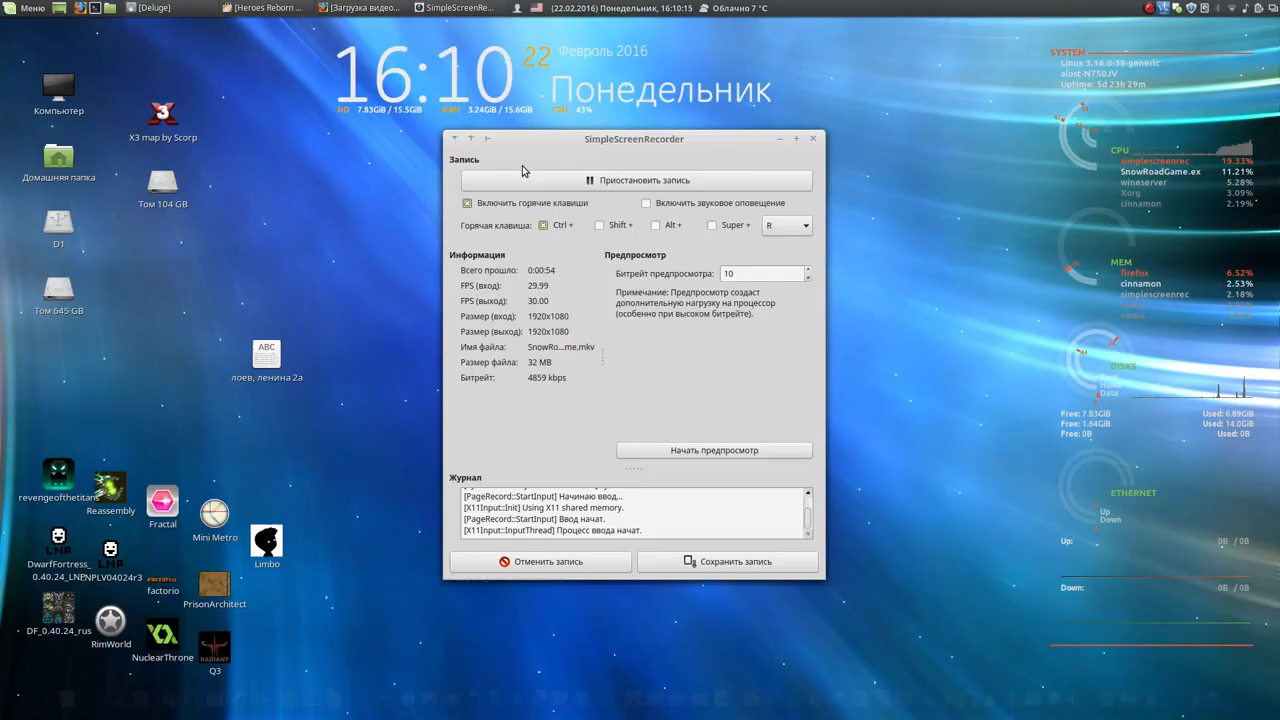 Меню
[Deluge]
[Heroes Reborn ...
[Загрузка видео...
SimpleScreenRe...
(22.02.2016) Понедельник, 16:10:15
Облачно 7 °C
16:10
22
Февраль 2016
Понедельник
HD 7.83GiB / 15.5GiB RAM 3.24GiB / 15.6GiB CPU 43%
Компьютер
X3 map by Scorp
Домашняя папка
Том 104 GB
D1
Том 645 GB
ABC
лоев, ленина 2а
revengeofthetitans
Reassembly
Fractal
Mini Metro
Limbo
LNP
DwarfFortress_
0.40.24_LNP
LNP
factorio
factorio
PrisonArchitect
DF_0.40.24_rus
RimWorld
NuclearThrone
RADIANT
Q3
SimpleScreenRecorder
Запись
Приостановить запись
Включить горячие клавиши
Включить звуковое оповещение
Горячая клавиша: Ctrl + Shift + Alt + Super + R
Информация
Всего прошло: 0:00:54
FPS (вход): 29.99
FPS (выход): 30.00
Размер (вход): 1920x1080
Размер (выход): 1920x1080
Имя файла: SnowRo...me.mkv
Размер файла: 32 MB
Битрейт: 4859 kbps
Предпросмотр
Битрейт предпросмотра: 10
Примечание: Предпросмотр создаст
дополнительную нагрузку на процессор
(особенно при высоком битрейте).
Начать предпросмотр
Журнал
[PageRecord::StartInput] Начинаю ввод...
[X11Input::Init] Using X11 shared memory.
[PageRecord::StartInput] Ввод начат.
[X11Input::InputThread] Процесс ввода начат.
Отменить запись
Сохранить запись
SYSTEM
Linux 3.16.0-38-generic
alost-N750JV
Uptime: 5d 23h 29m
CPU
simplescreenrec 19.33%
SnowRoadGame.ex 11.21%
wineserver 5.28%
Xorg 3.09%
cinnamon 2.19%
MEM
firefox 6.52%
cinnamon 2.53%
simplescreenrec 2.18%
nemo
DISKS
Home
Data
Free: 7.83GiB Used: 6.89GiB
Free: 1.64GiB Used: 14.0GiB
Free: 0B Used: 0B
ETHERNET
Up
Down
Up: 0B / 0B
Down: 0B / 0B